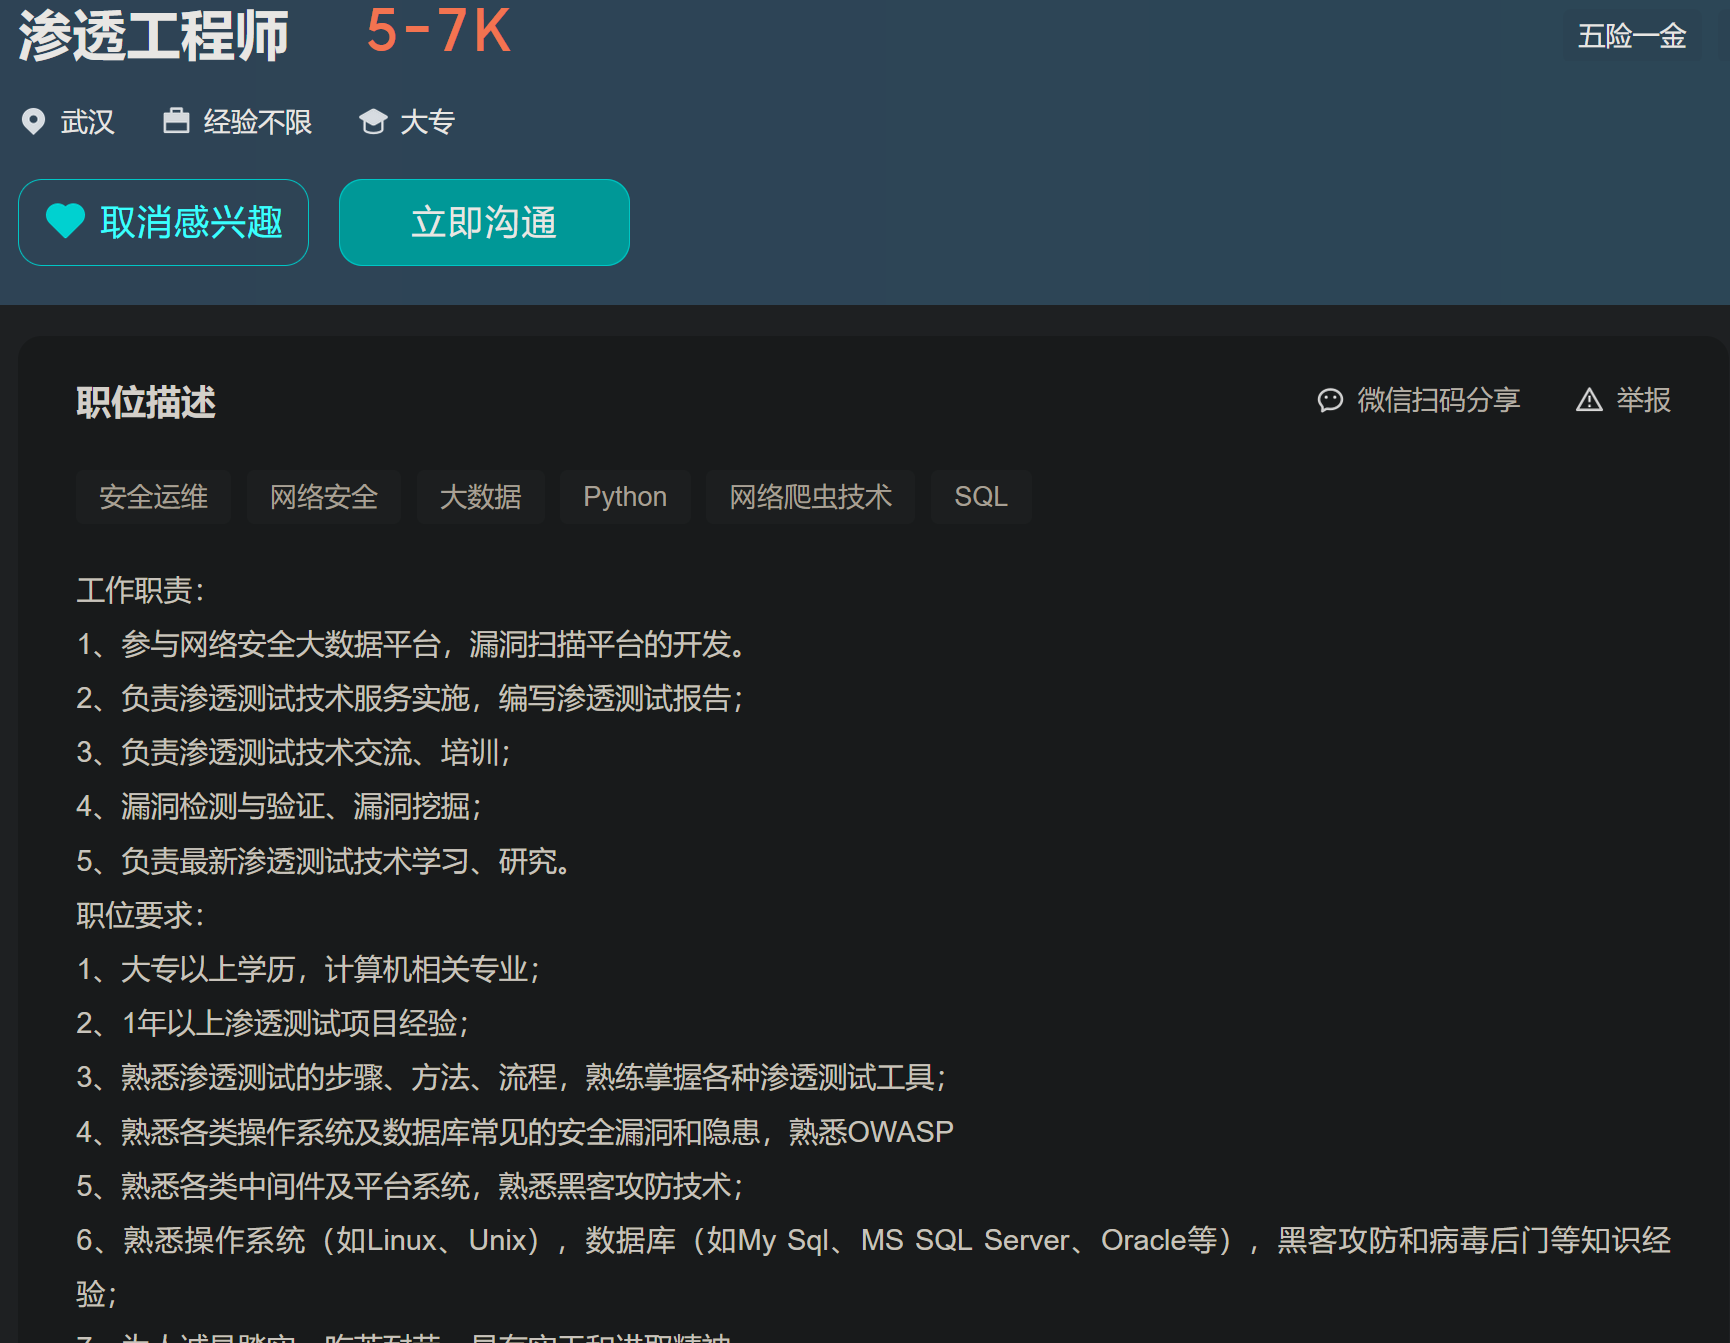 渗透工程师 5-7K 五险一金
武汉 经验不限 大专
取消感兴趣 立即沟通
职位描述 微信扫码分享 举报
安全运维 网络安全 大数据 Python 网络爬虫技术 SQL
工作职责：
1、参与网络安全大数据平台，漏洞扫描平台的开发。
2、负责渗透测试技术服务实施，编写渗透测试报告；
3、负责渗透测试技术交流、培训；
4、漏洞检测与验证、漏洞挖掘；
5、负责最新渗透测试技术学习、研究。
职位要求：
1、大专以上学历，计算机相关专业；
2、1年以上渗透测试项目经验；
3、熟悉渗透测试的步骤、方法、流程，熟练掌握各种渗透测试工具；
4、熟悉各类操作系统及数据库常见的安全漏洞和隐患，熟悉OWASP
5、熟悉各类中间件及平台系统，熟悉黑客攻防技术；
6、熟悉操作系统（如Linux、Unix），数据库（如My Sql、MS SQL Server、Oracle等），黑客攻防和病毒后门等知识经
验；